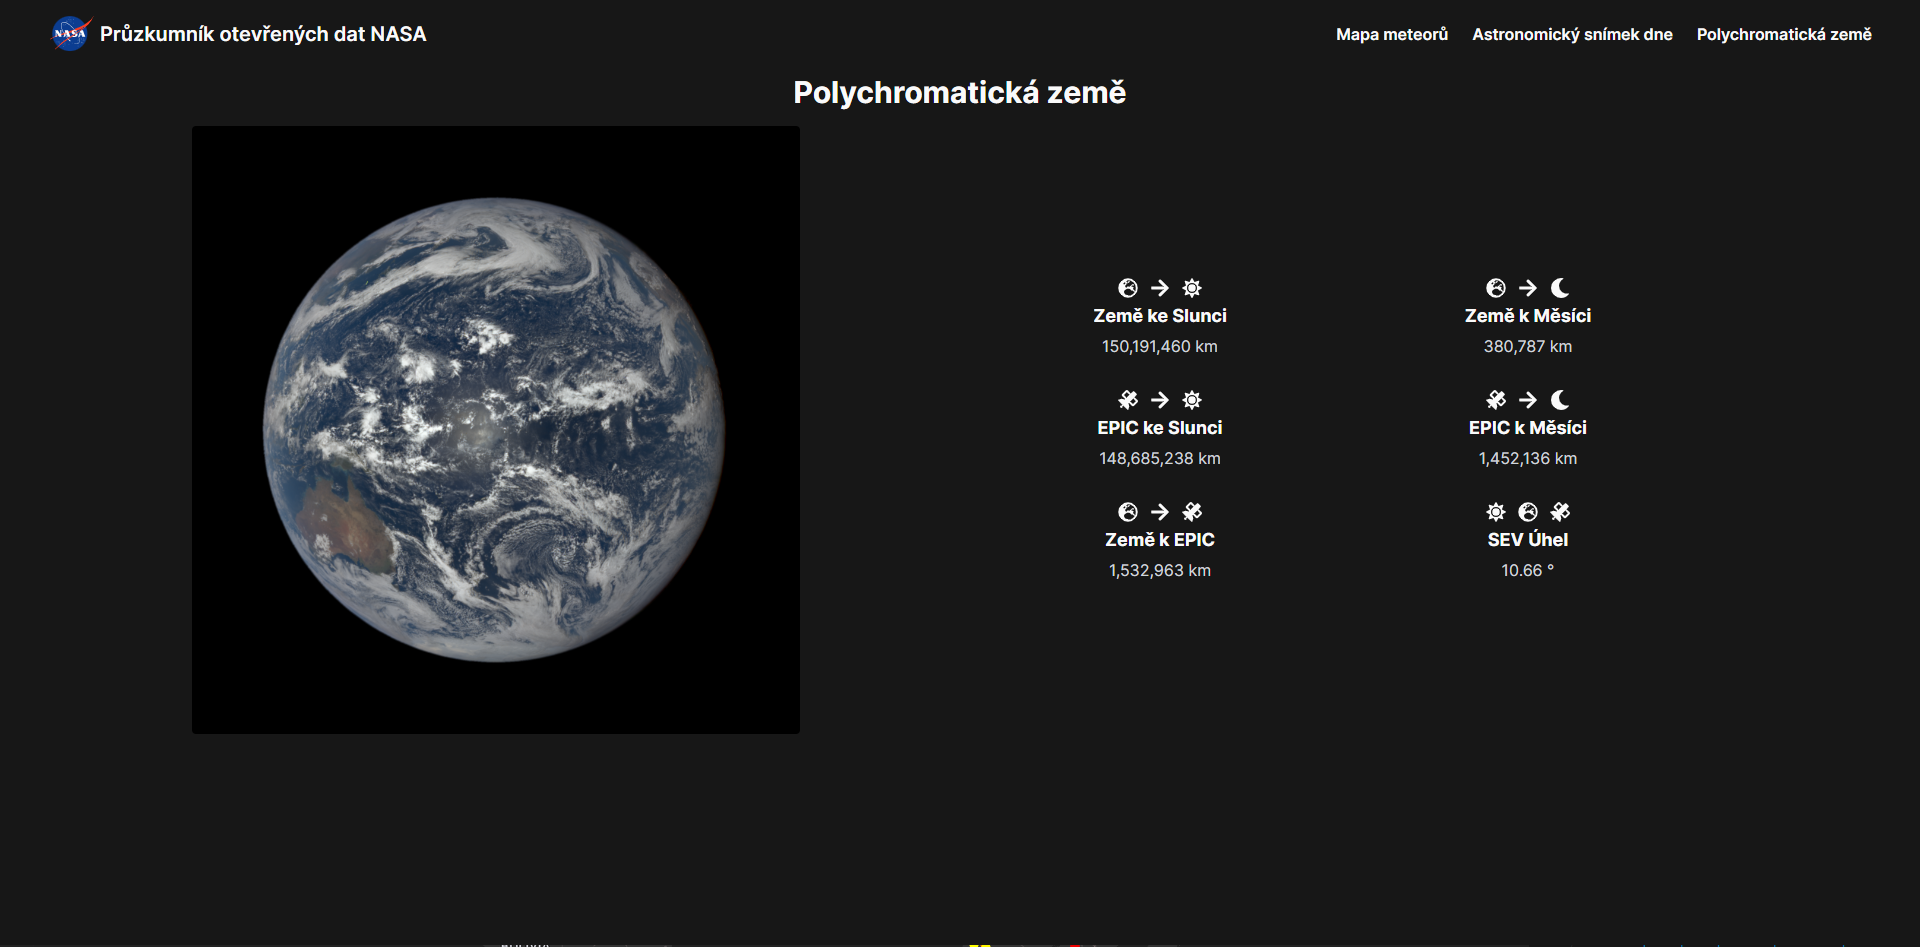 NASA
Průzkumník otevřených dat NASA
Mapa meteorů
Astronomický snímek dne
Polychromatická země
Polychromatická země
Země ke Slunci
150,191,460 km
Země k Měsíci
380,787 km
EPIC ke Slunci
148,685,238 km
EPIC k Měsíci
1,452,136 km
Země k EPIC
1,532,963 km
SEV Úhel
10.66 °